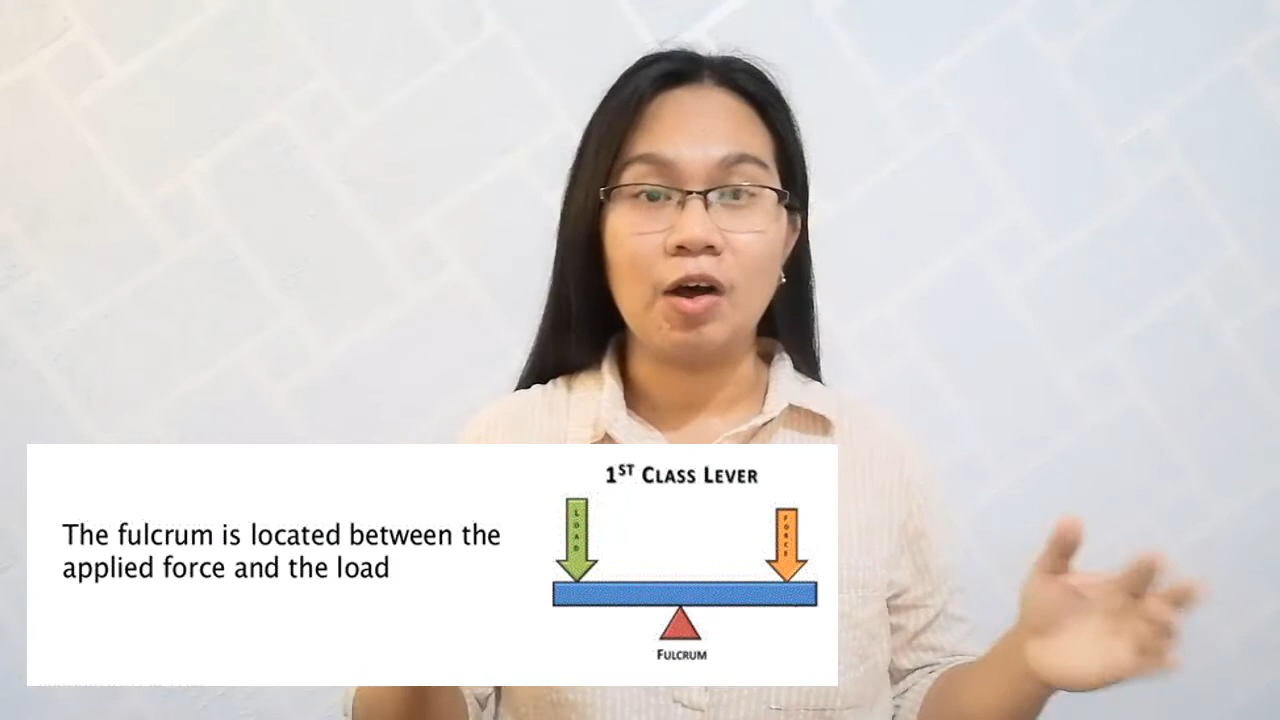 1ST CLASS LEVER
The fulcrum is located between the
applied force and the load
LOAD
FORCE
FULCRUM